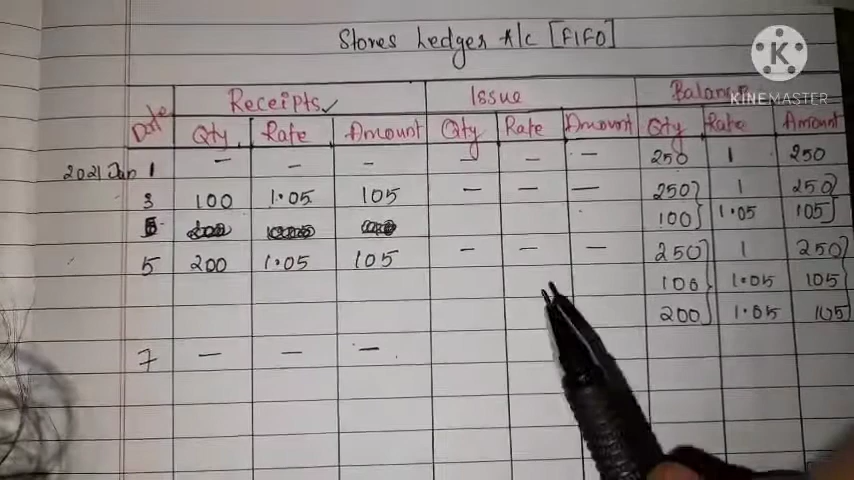 Stores Ledger A/c [FIFO]
K
KINEMASTER
Date Receipts✓ Issue Balance
Qty Rate Amount Qty Rate Amount Qty Rate Amount
2021 Jan 1 — — — — — — 250 1 250
3 100 1.05 105 — — — 250 1 250
100 1.05 105
5 200 1.05 105 — — — 250 1 250
100 1.05 105
200 1.05 105
7 — — —